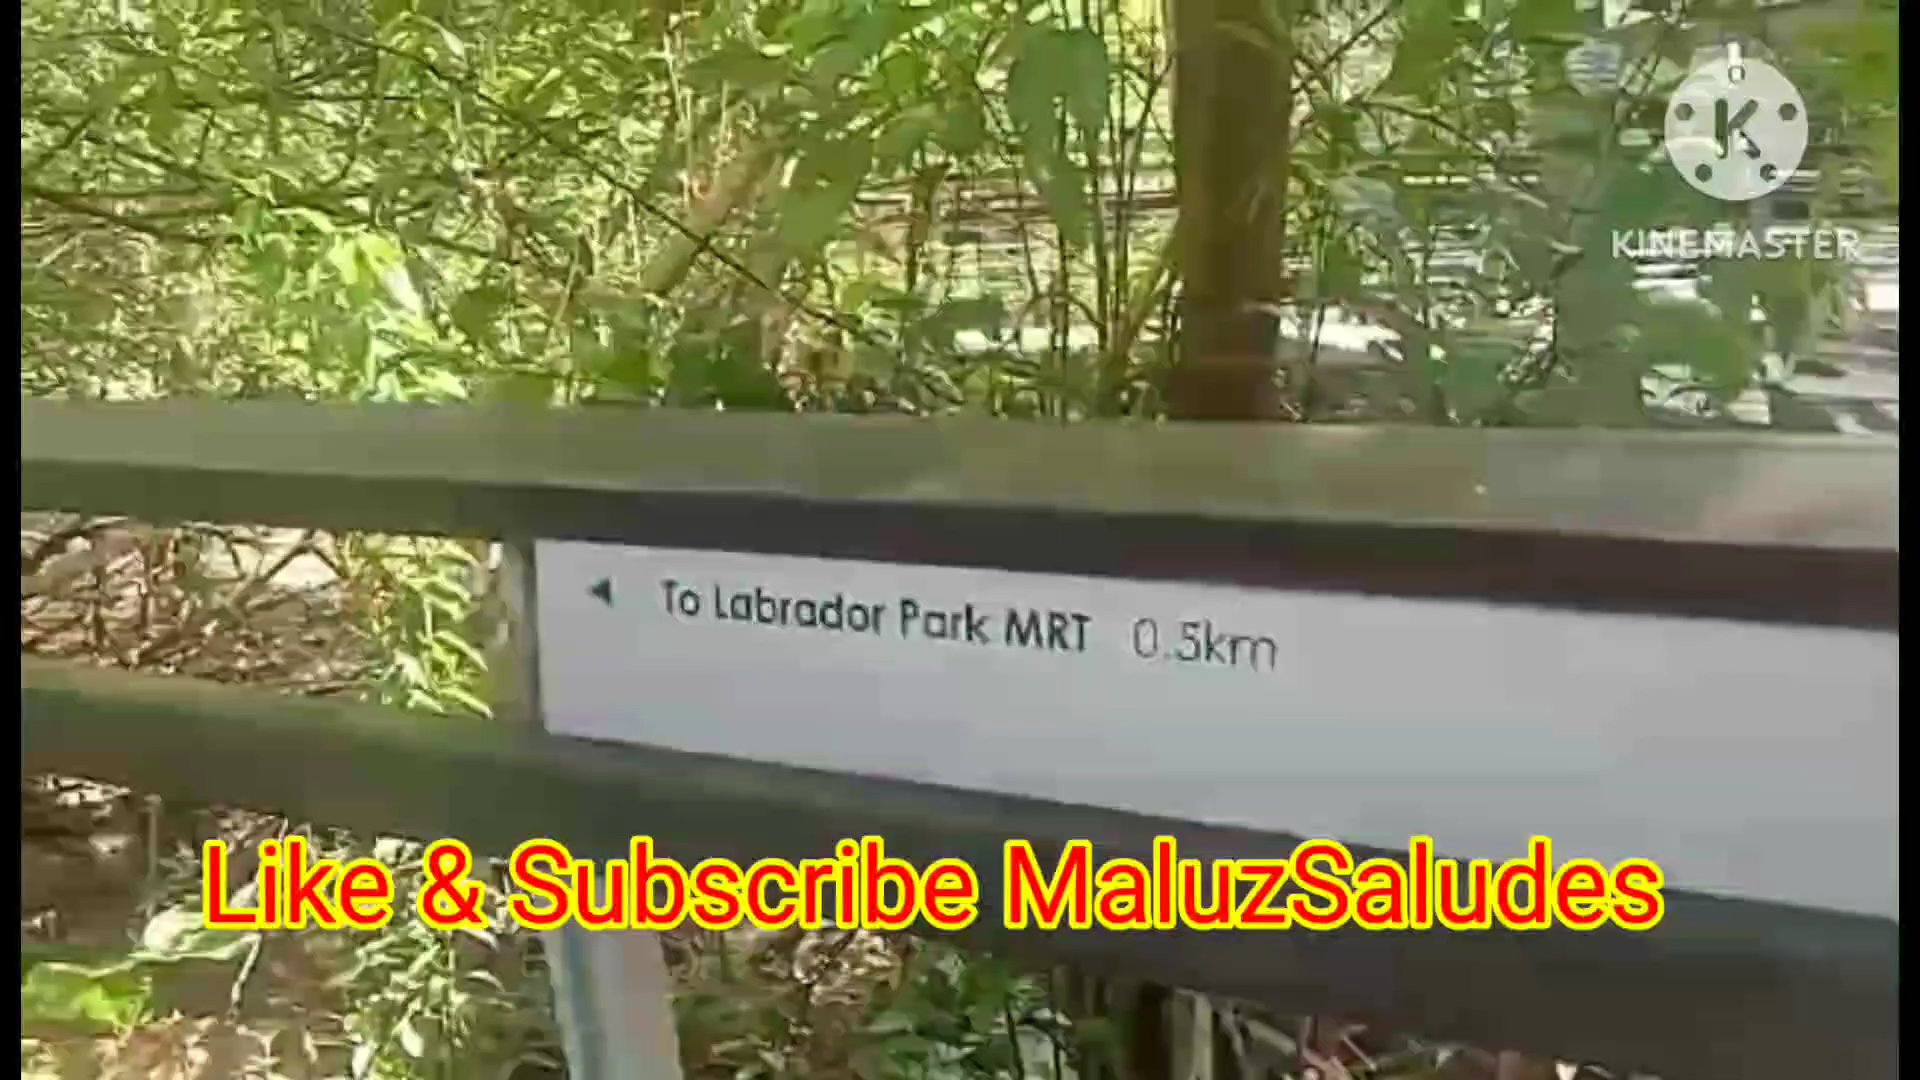 K
KINEMASTER
◄ To Labrador Park MRT 0.5km
Like & Subscribe MaluzSaludes